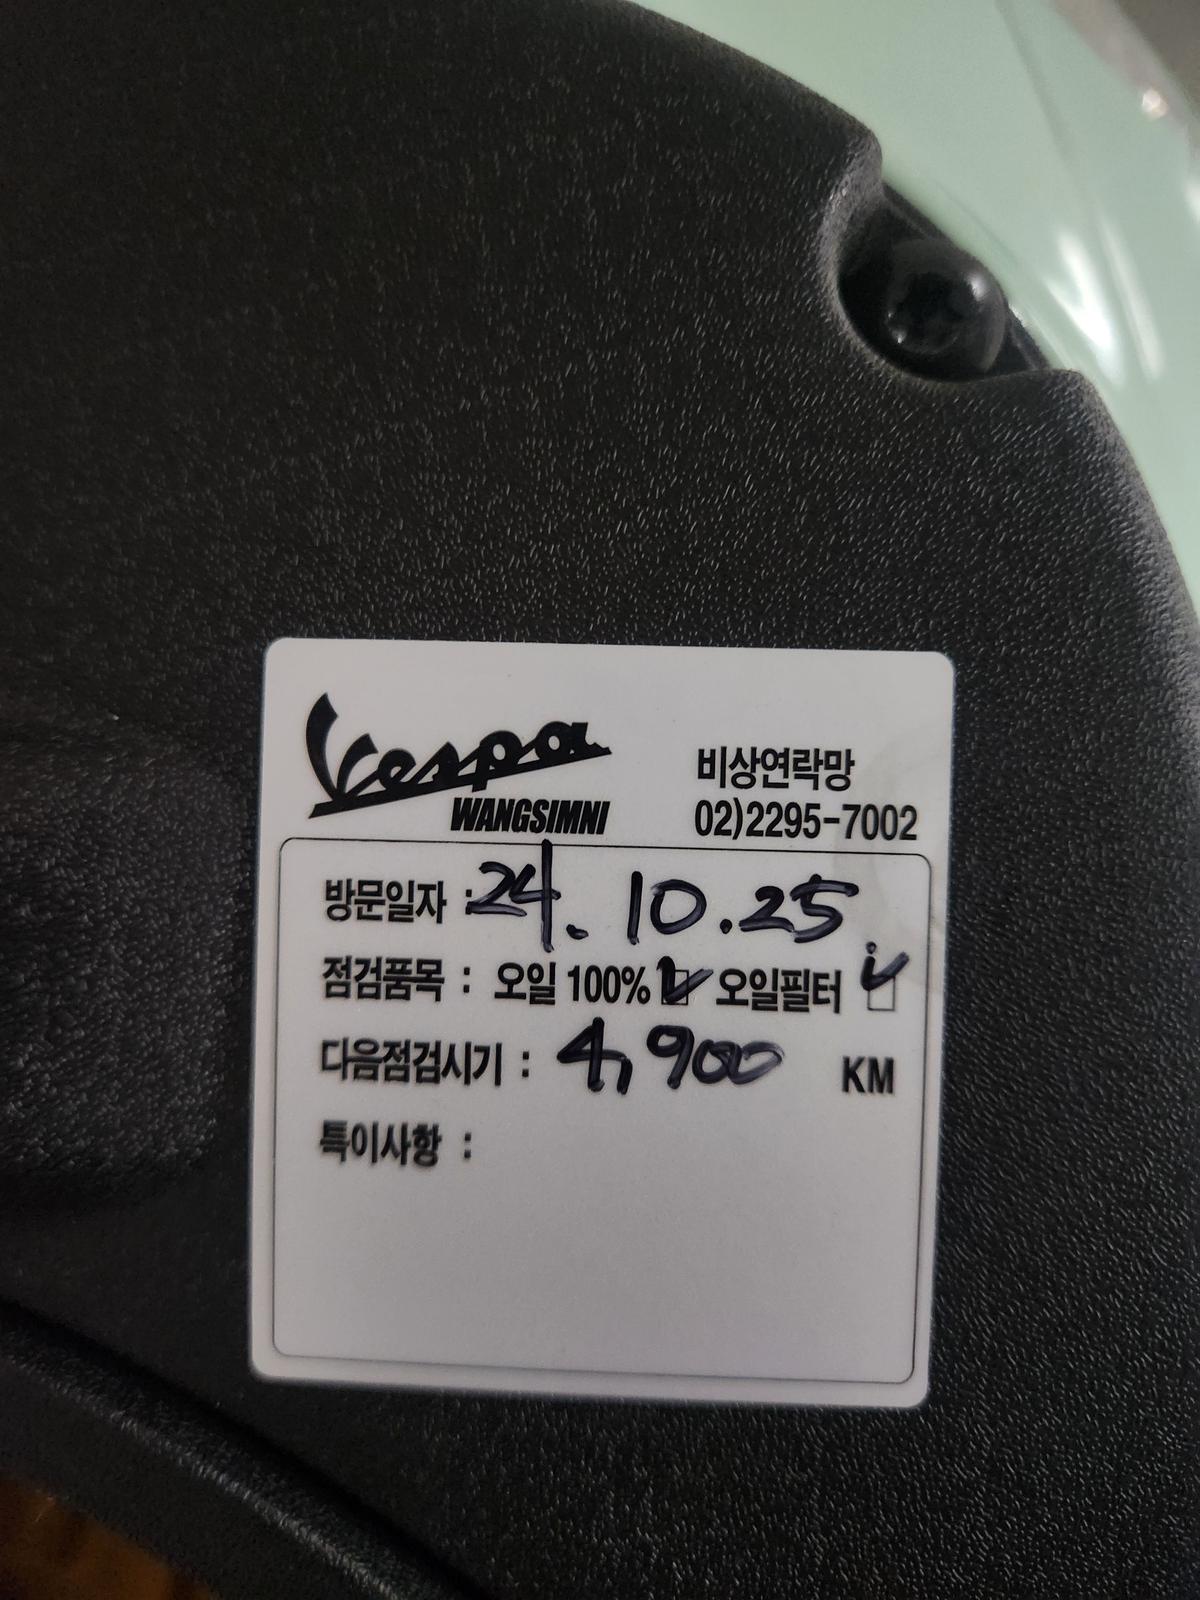 Vespa
WANGSIMNI
비상연락망
02)2295-7002
방문일자 : 24. 10. 25.
점검품목 : 오일 100% 오일필터
다음점검시기 : 4,900 KM
특이사항 :